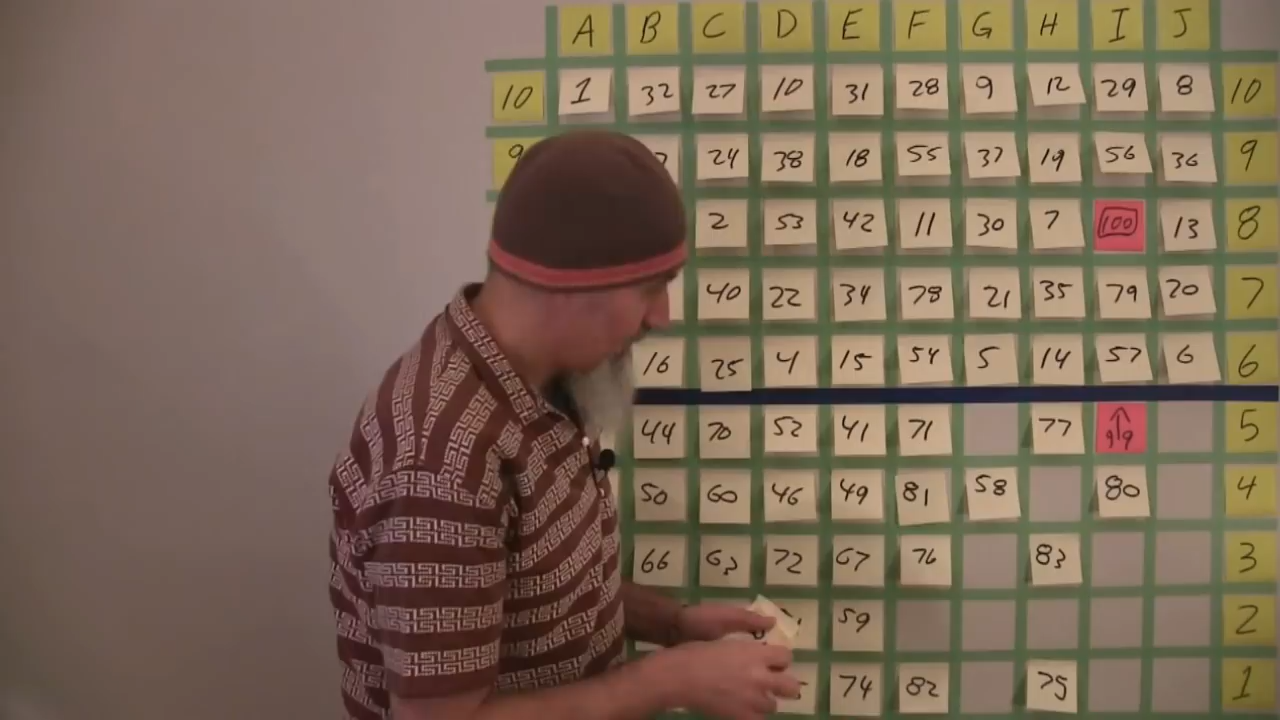 A B C D E F G H I J
10 1 32 27 10 31 28 9 12 29 8 10
9 24 38 18 55 37 19 56 36 9
2 53 42 11 30 7 100 13 8
40 22 34 78 21 35 79 20 7
16 25 4 15 54 5 14 57 6 6
44 70 52 41 71 77 ↑ 99 5
50 60 46 49 81 58 80 4
66 63 72 67 76 83 3
59 2
74 82 75 1